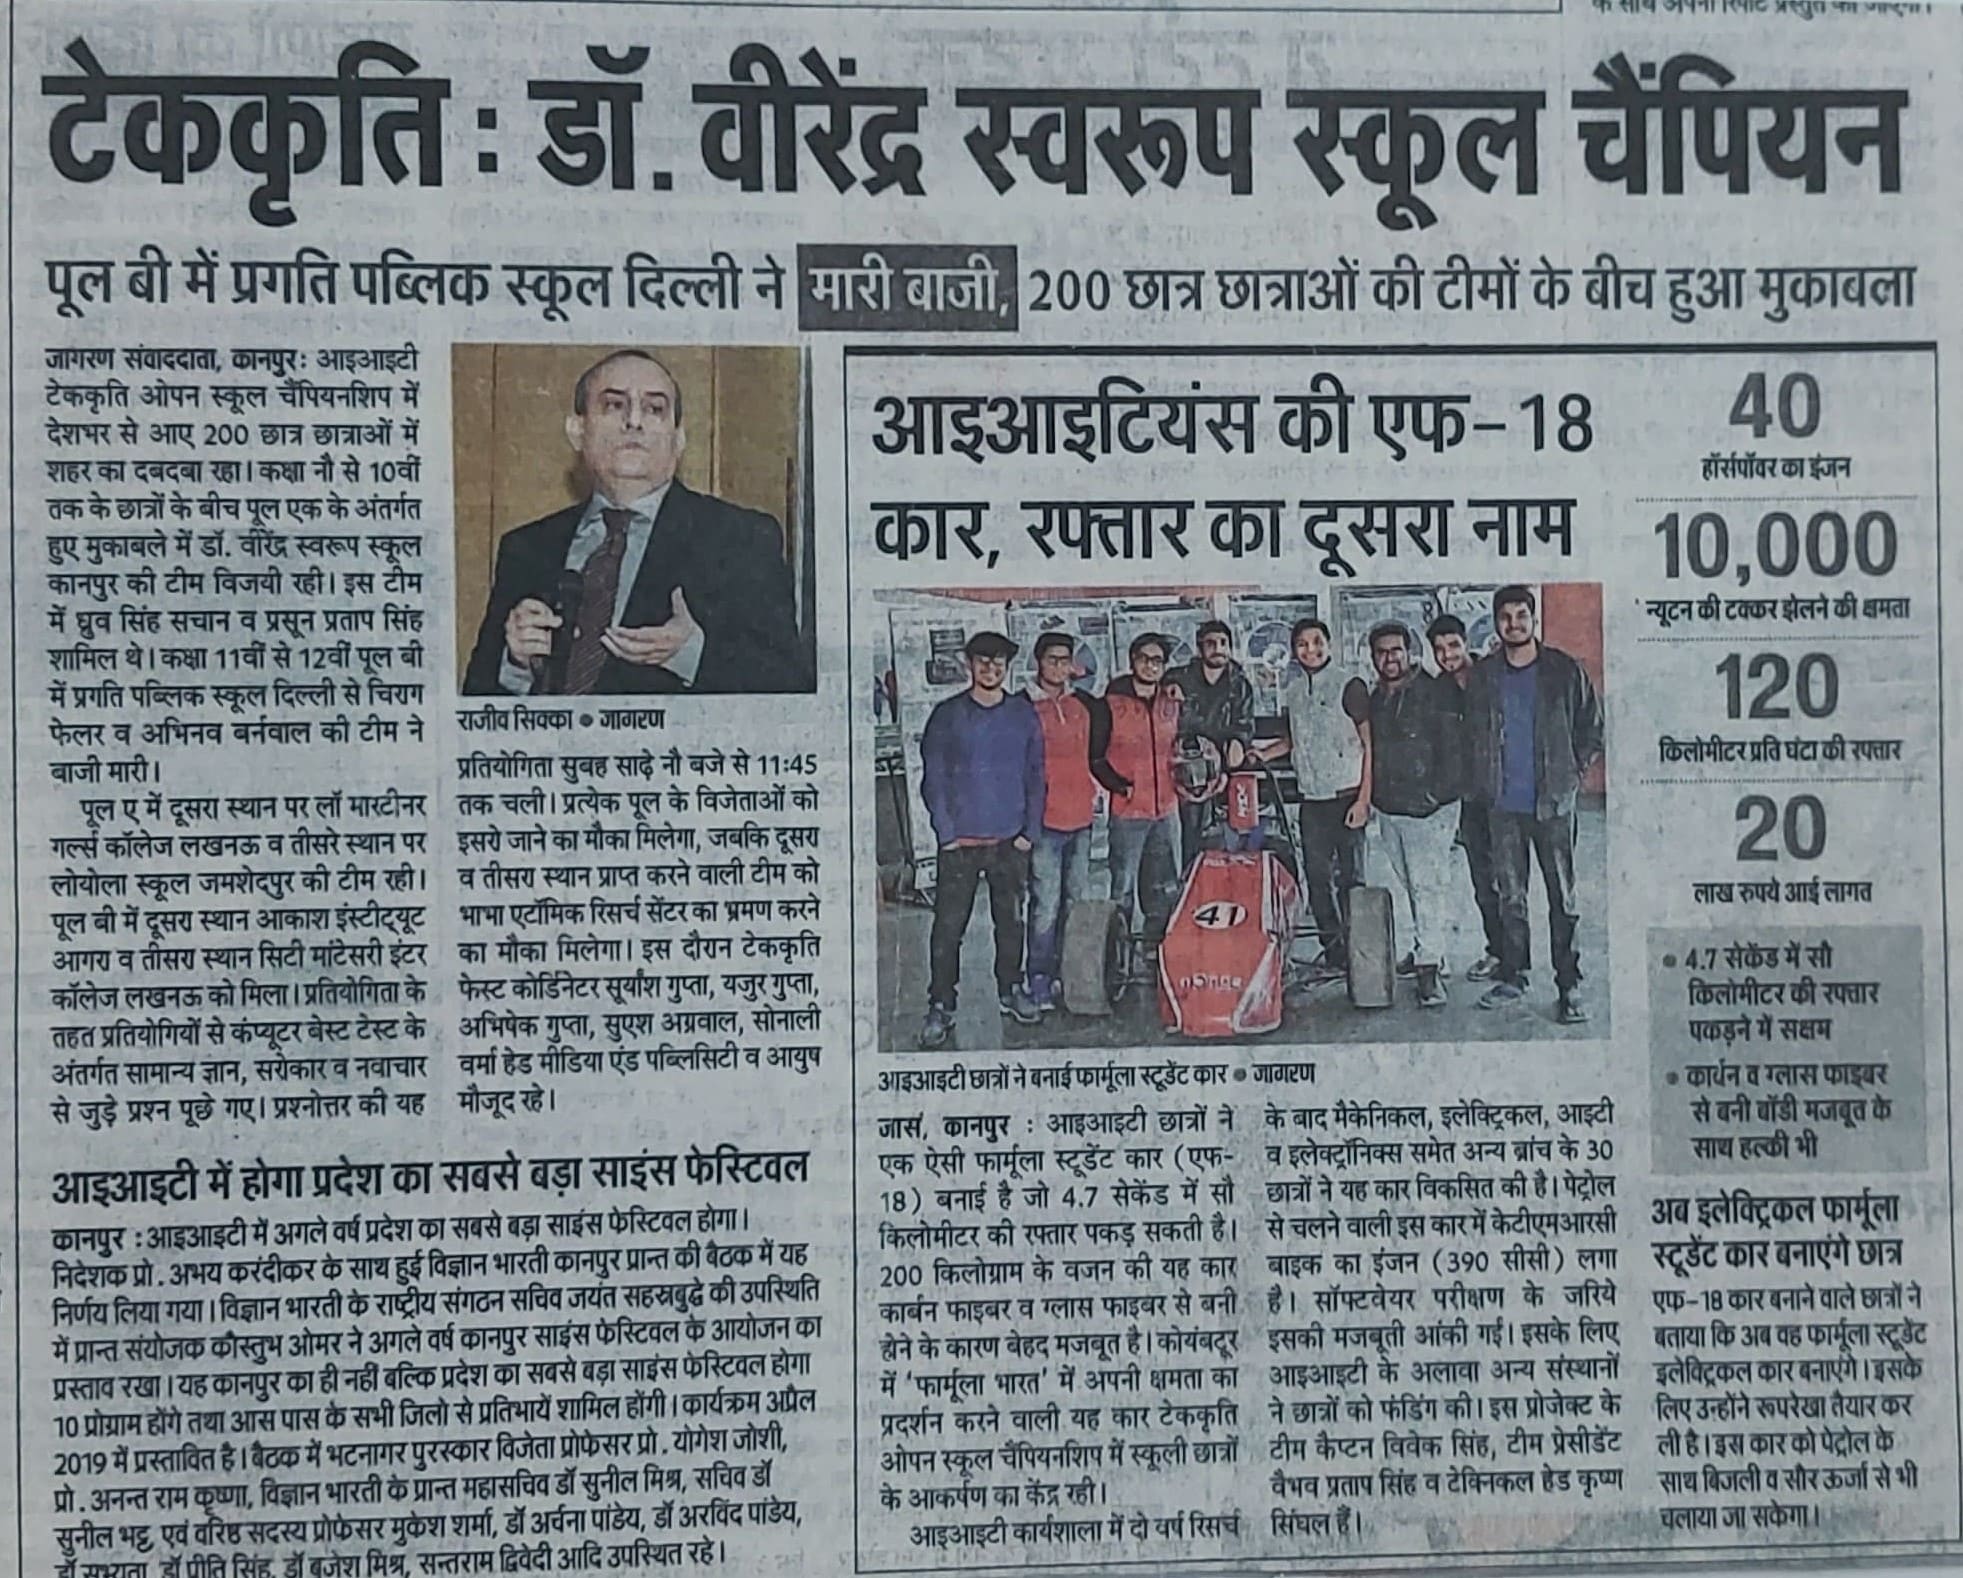 के साथ अपनी रिपोर्ट प्रस्तुत की जाएगी।
टेककृति : डॉ. वीरेंद्र स्वरूप स्कूल चैंपियन
पूल बी में प्रगति पब्लिक स्कूल दिल्ली ने मारी बाजी, 200 छात्र छात्राओं की टीमों के बीच हुआ मुकाबला
जागरण संवाददाता, कानपुर: आइआइटी
टेककृति ओपन स्कूल चैंपियनशिप में
देशभर से आए 200 छात्र छात्राओं में
शहर का दबदबा रहा। कक्षा नौ से 10वीं
तक के छात्रों के बीच पूल एक के अंतर्गत
हुए मुकाबले में डॉ. वीरेंद्र स्वरूप स्कूल
कानपुर की टीम विजयी रही। इस टीम
में ध्रुव सिंह सचान व प्रसून प्रताप सिंह
शामिल थे। कक्षा 11वीं से 12वीं पूल बी
में प्रगति पब्लिक स्कूल दिल्ली से चिराग
फेलर व अभिनव बर्नवाल की टीम ने
बाजी मारी।
पूल ए में दूसरा स्थान पर लॉ मारटीनर
गर्ल्स कॉलेज लखनऊ व तीसरे स्थान पर
लोयोला स्कूल जमशेदपुर की टीम रही।
पूल बी में दूसरा स्थान आकाश इंस्टीट्यूट
आगरा व तीसरा स्थान सिटी मांटेसरी इंटर
कॉलेज लखनऊ को मिला। प्रतियोगिता के
तहत प्रतियोगियों से कंप्यूटर बेस्ट टेस्ट के
अंतर्गत सामान्य ज्ञान, सरोकार व नवाचार
से जुड़े प्रश्न पूछे गए। प्रश्नोत्तर की यह
राजीव सिक्का ● जागरण
प्रतियोगिता सुबह साढ़े नौ बजे से 11:45
तक चली। प्रत्येक पूल के विजेताओं को
इसरो जाने का मौका मिलेगा, जबकि दूसरा
व तीसरा स्थान प्राप्त करने वाली टीम को
भाभा एटॉमिक रिसर्च सेंटर का भ्रमण करने
का मौका मिलेगा। इस दौरान टेककृति
फेस्ट कोर्डिनेटर सूर्यांश गुप्ता, यजुर गुप्ता,
अभिषेक गुप्ता, सुएश अग्रवाल, सोनाली
वर्मा हेड मीडिया एंड पब्लिसिटी व आयुष
मौजूद रहे।
आइआइटी में होगा प्रदेश का सबसे बड़ा साइंस फेस्टिवल
कानपुर : आइआइटी में अगले वर्ष प्रदेश का सबसे बड़ा साइंस फेस्टिवल होगा।
निदेशक प्रो. अभय करंदीकर के साथ हुई विज्ञान भारती कानपुर प्रान्त की बैठक में यह
निर्णय लिया गया। विज्ञान भारती के राष्ट्रीय संगठन सचिव जयंत सहस्रबुद्धे की उपस्थिति
में प्रान्त संयोजक कौस्तुभ ओमर ने अगले वर्ष कानपुर साइंस फेस्टिवल के आयोजन का
प्रस्ताव रखा। यह कानपुर का ही नहीं बल्कि प्रदेश का सबसे बड़ा साइंस फेस्टिवल होगा
10 प्रोग्राम होंगे तथा आस पास के सभी जिलो से प्रतिभायें शामिल होंगी। कार्यक्रम अप्रैल
2019 में प्रस्तावित है। बैठक में भटनागर पुरस्कार विजेता प्रोफेसर प्रो. योगेश जोशी,
प्रो. अनन्त राम कृष्णा, विज्ञान भारती के प्रान्त महासचिव डॉ सुनील मिश्र, सचिव डॉ
सुनील भट्ट, एवं वरिष्ठ सदस्य प्रोफेसर मुकेश शर्मा, डॉ अर्चना पांडेय, डॉ अरविंद पांडेय,
डॉ सभ्यता, डॉ प्रीति सिंह, डॉ बृजेश मिश्र, सन्तराम द्विवेदी आदि उपस्थित रहे।
आइआइटियंस की एफ-18
कार, रफ्तार का दूसरा नाम
41
आइआइटी छात्रों ने बनाई फार्मूला स्टूडेंट कार ● जागरण
जासं, कानपुर : आइआइटी छात्रों ने
एक ऐसी फार्मूला स्टूडेंट कार (एफ-
18) बनाई है जो 4.7 सेकेंड में सौ
किलोमीटर की रफ्तार पकड़ सकती है।
200 किलोग्राम के वजन की यह कार
कार्बन फाइबर व ग्लास फाइबर से बनी
होने के कारण बेहद मजबूत है। कोयंबटूर
में 'फार्मूला भारत' में अपनी क्षमता का
प्रदर्शन करने वाली यह कार टेककृति
ओपन स्कूल चैंपियनशिप में स्कूली छात्रों
के आकर्षण का केंद्र रही।
आइआइटी कार्यशाला में दो वर्ष रिसर्च
के बाद मैकेनिकल, इलेक्ट्रिकल, आइटी
व इलेक्ट्रॉनिक्स समेत अन्य ब्रांच के 30
छात्रों ने यह कार विकसित की है। पेट्रोल
से चलने वाली इस कार में केटीएमआरसी
बाइक का इंजन (390 सीसी) लगा
है। सॉफ्टवेयर परीक्षण के जरिये
इसकी मजबूती आंकी गई। इसके लिए
आइआइटी के अलावा अन्य संस्थानों
ने छात्रों को फंडिंग की। इस प्रोजेक्ट के
टीम कैप्टन विवेक सिंह, टीम प्रेसीडेंट
वैभव प्रताप सिंह व टेक्निकल हेड कृष्ण
सिंघल हैं।
40
हॉर्सपॉवर का इंजन
10,000
न्यूटन की टक्कर झेलने की क्षमता
120
किलोमीटर प्रति घंटा की रफ्तार
20
लाख रुपये आई लागत
● 4.7 सेकेंड में सौ
किलोमीटर की रफ्तार
पकड़ने में सक्षम
● कार्बन व ग्लास फाइबर
से बनी बॉडी मजबूत के
साथ हल्की भी
अब इलेक्ट्रिकल फार्मूला
स्टूडेंट कार बनाएंगे छात्र
एफ-18 कार बनाने वाले छात्रों ने
बताया कि अब वह फार्मूला स्टूडेंट
इलेक्ट्रिकल कार बनाएंगे। इसके
लिए उन्होंने रूपरेखा तैयार कर
ली है। इस कार को पेट्रोल के
साथ बिजली व सौर ऊर्जा से भी
चलाया जा सकेगा।